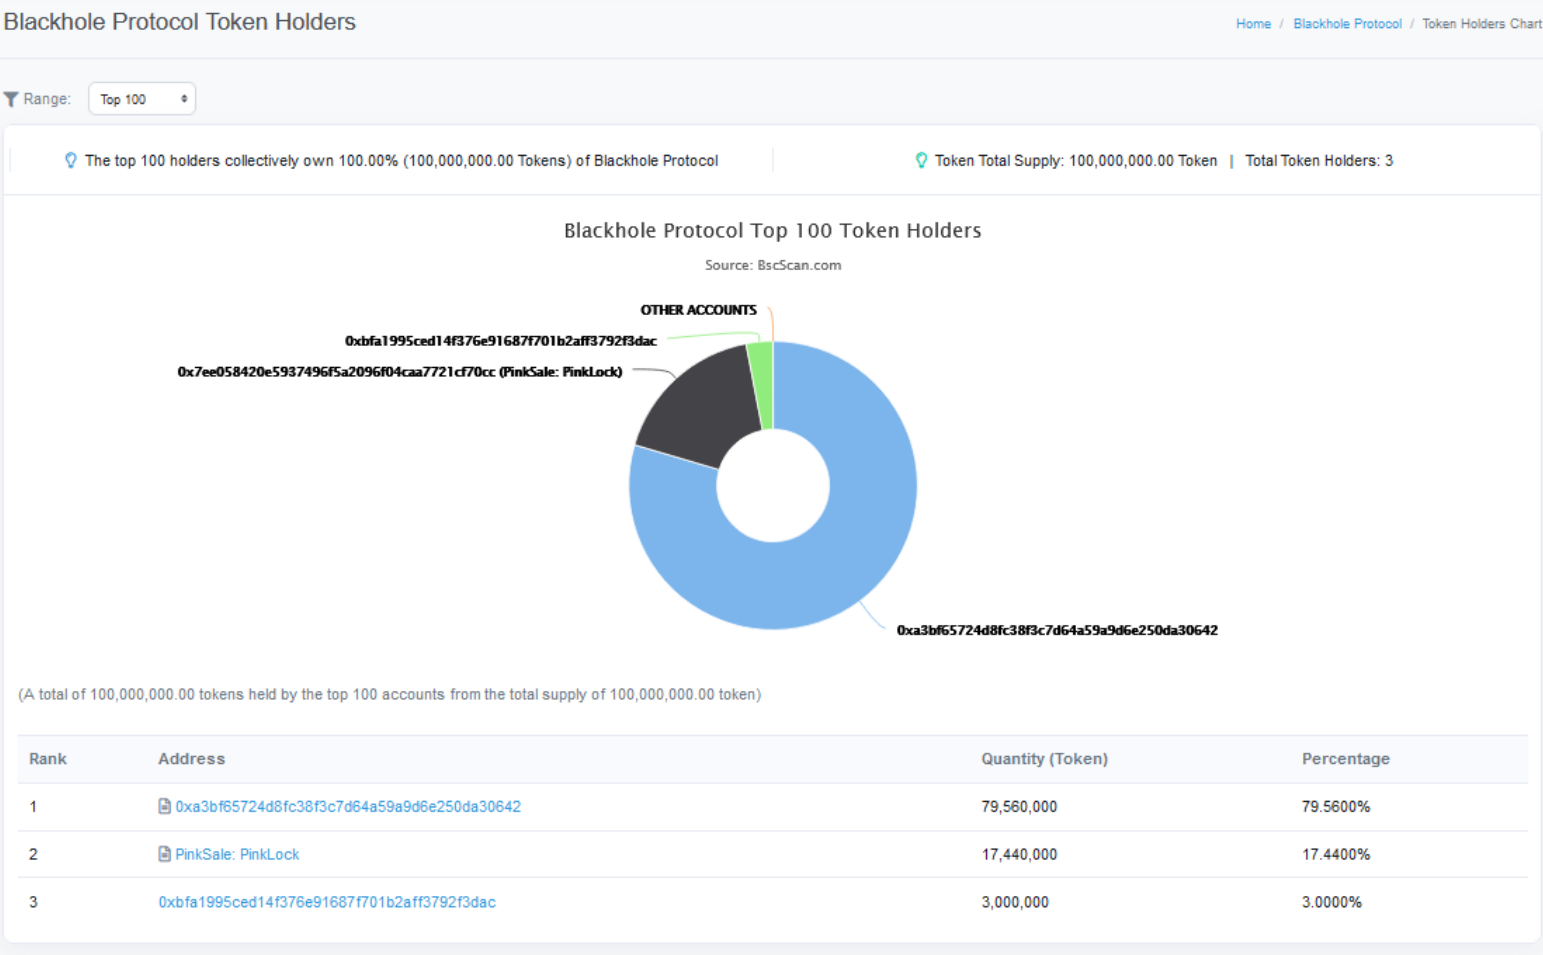 Blackhole Protocol Token Holders
Home / Blackhole Protocol / Token Holders Chart
Range: Top 100
The top 100 holders collectively own 100.00% (100,000,000.00 Tokens) of Blackhole Protocol
Token Total Supply: 100,000,000.00 Token | Total Token Holders: 3
Blackhole Protocol Top 100 Token Holders
Source: BscScan.com
OTHER ACCOUNTS
0xbfa1995ced14f376e91687f701b2aff3792f3dac
0x7ee058420e5937496f5a2096f04caa7721cf70cc (PinkSale: PinkLock)
0xa3bf65724d8fc38f3c7d64a59a9d6e250da30642
(A total of 100,000,000.00 tokens held by the top 100 accounts from the total supply of 100,000,000.00 token)
Rank Address Quantity (Token) Percentage
1 0xa3bf65724d8fc38f3c7d64a59a9d6e250da30642 79,560,000 79.5600%
2 PinkSale: PinkLock 17,440,000 17.4400%
3 0xbfa1995ced14f376e91687f701b2aff3792f3dac 3,000,000 3.0000%